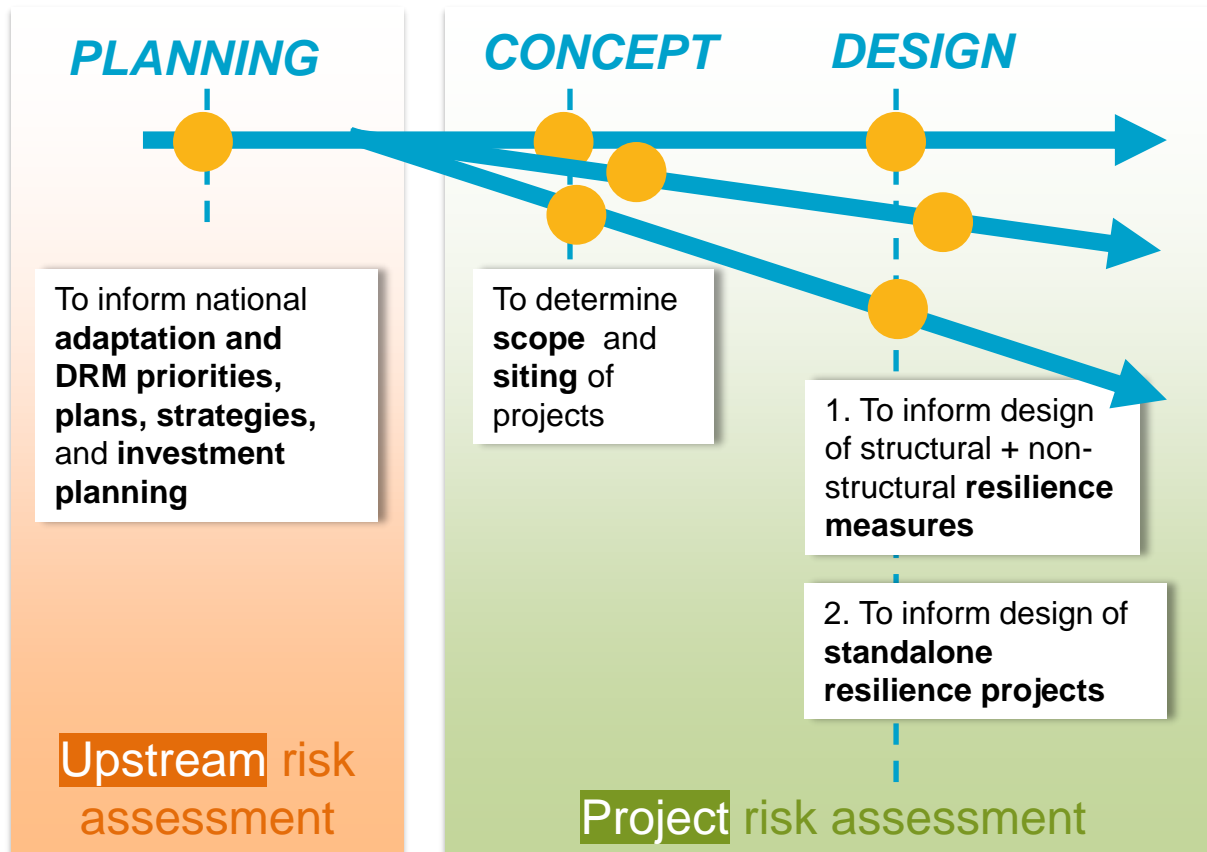 PLANNING
CONCEPT
DESIGN
To inform national
adaptation and
DRM priorities,
plans, strategies,
and investment
planning
To determine
scope and
siting of
projects
1. To inform design
of structural + non-
structural resilience
measures
2. To inform design of
standalone
resilience projects
Upstream risk
assessment
Project risk assessment